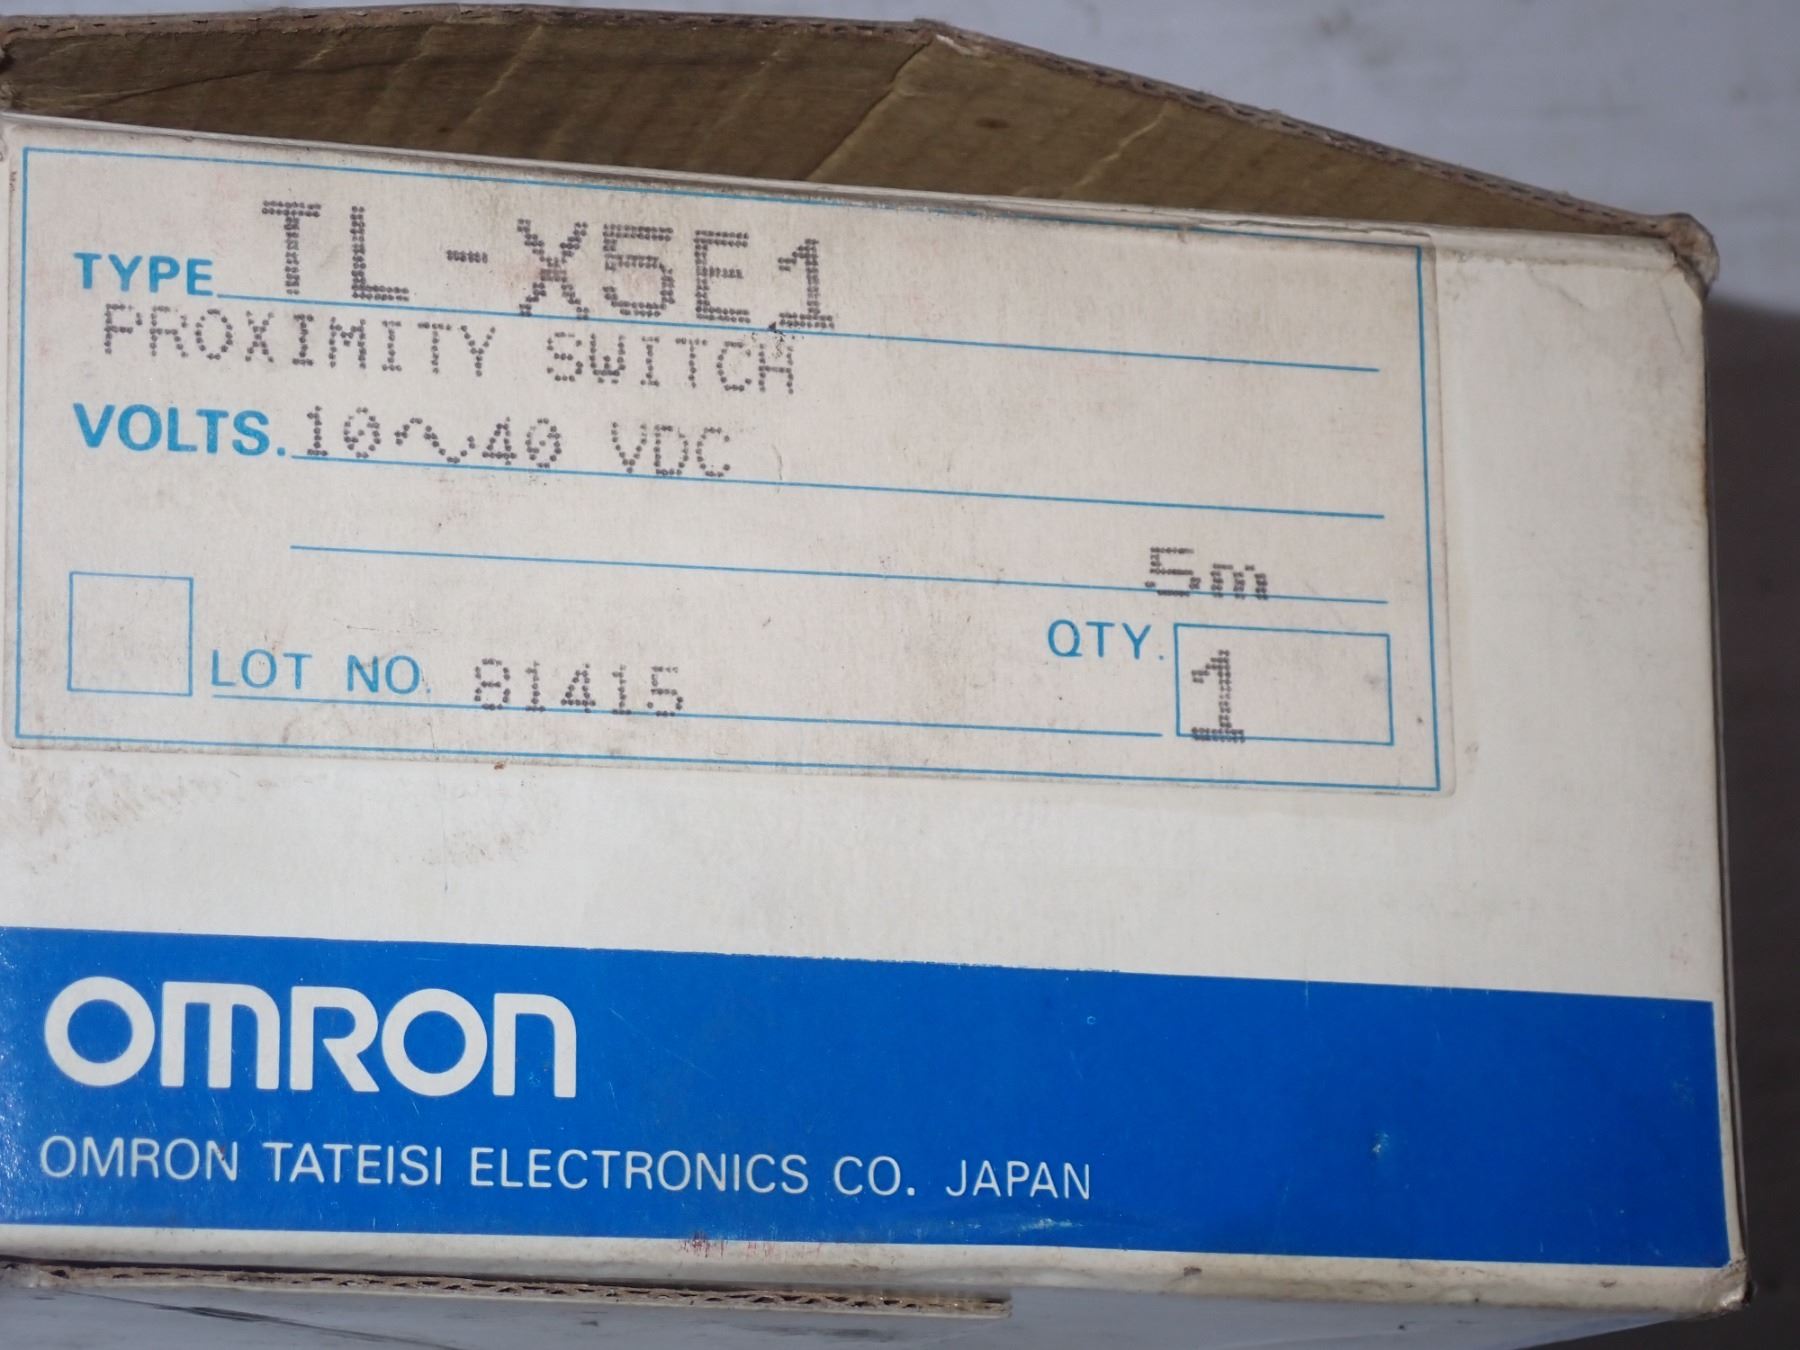 TYPE TL-X5E1
PROXIMITY SWITCH
VOLTS. 10~40 VDC
5m
QTY. 1
LOT NO. 81415
OMRON
OMRON TATEISI ELECTRONICS CO. JAPAN